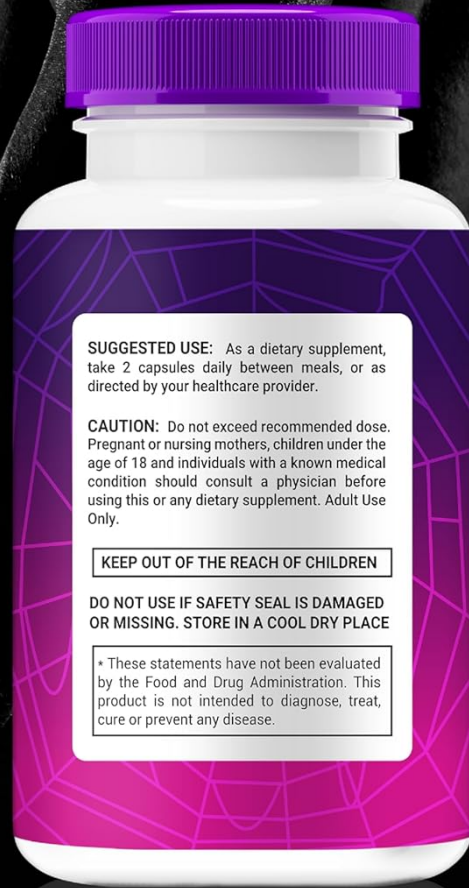 SUGGESTED USE: As a dietary supplement,
take 2 capsules daily between meals, or as
directed by your healthcare provider.
CAUTION: Do not exceed recommended dose.
Pregnant or nursing mothers, children under the
age of 18 and individuals with a known medical
condition should consult a physician before
using this or any dietary supplement. Adult Use
Only.
KEEP OUT OF THE REACH OF CHILDREN
DO NOT USE IF SAFETY SEAL IS DAMAGED
OR MISSING. STORE IN A COOL DRY PLACE
* These statements have not been evaluated
by the Food and Drug Administration. This
product is not intended to diagnose, treat,
cure or prevent any disease.